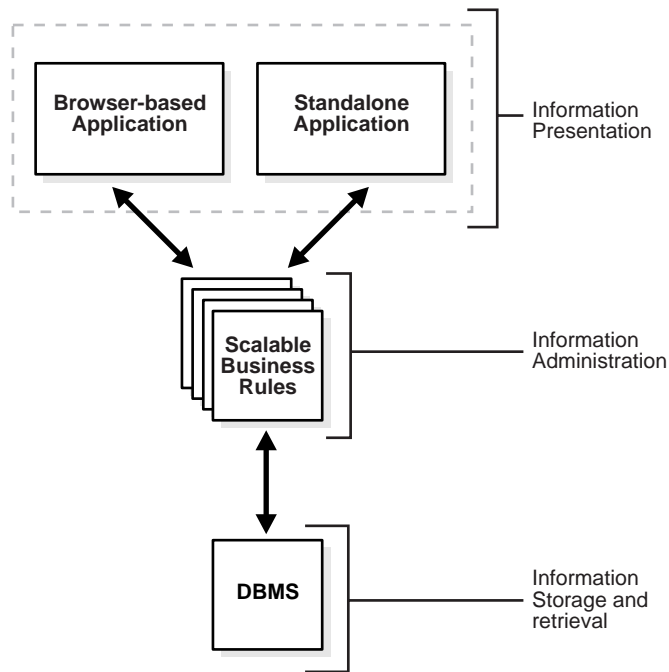 Browser-based
Application
Standalone
Application
Information
Presentation
Scalable
Business
Rules
Information
Administration
DBMS
Information
Storage and
retrieval